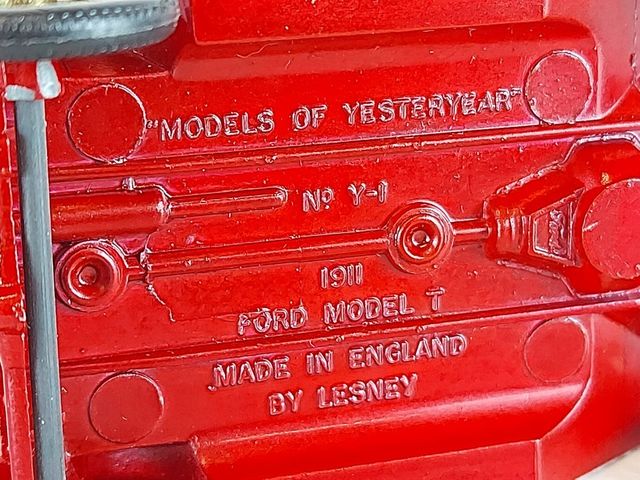 "MODELS OF YESTERYEAR"
Nº Y-1
1911
FORD MODEL T
MADE IN ENGLAND
BY LESNEY